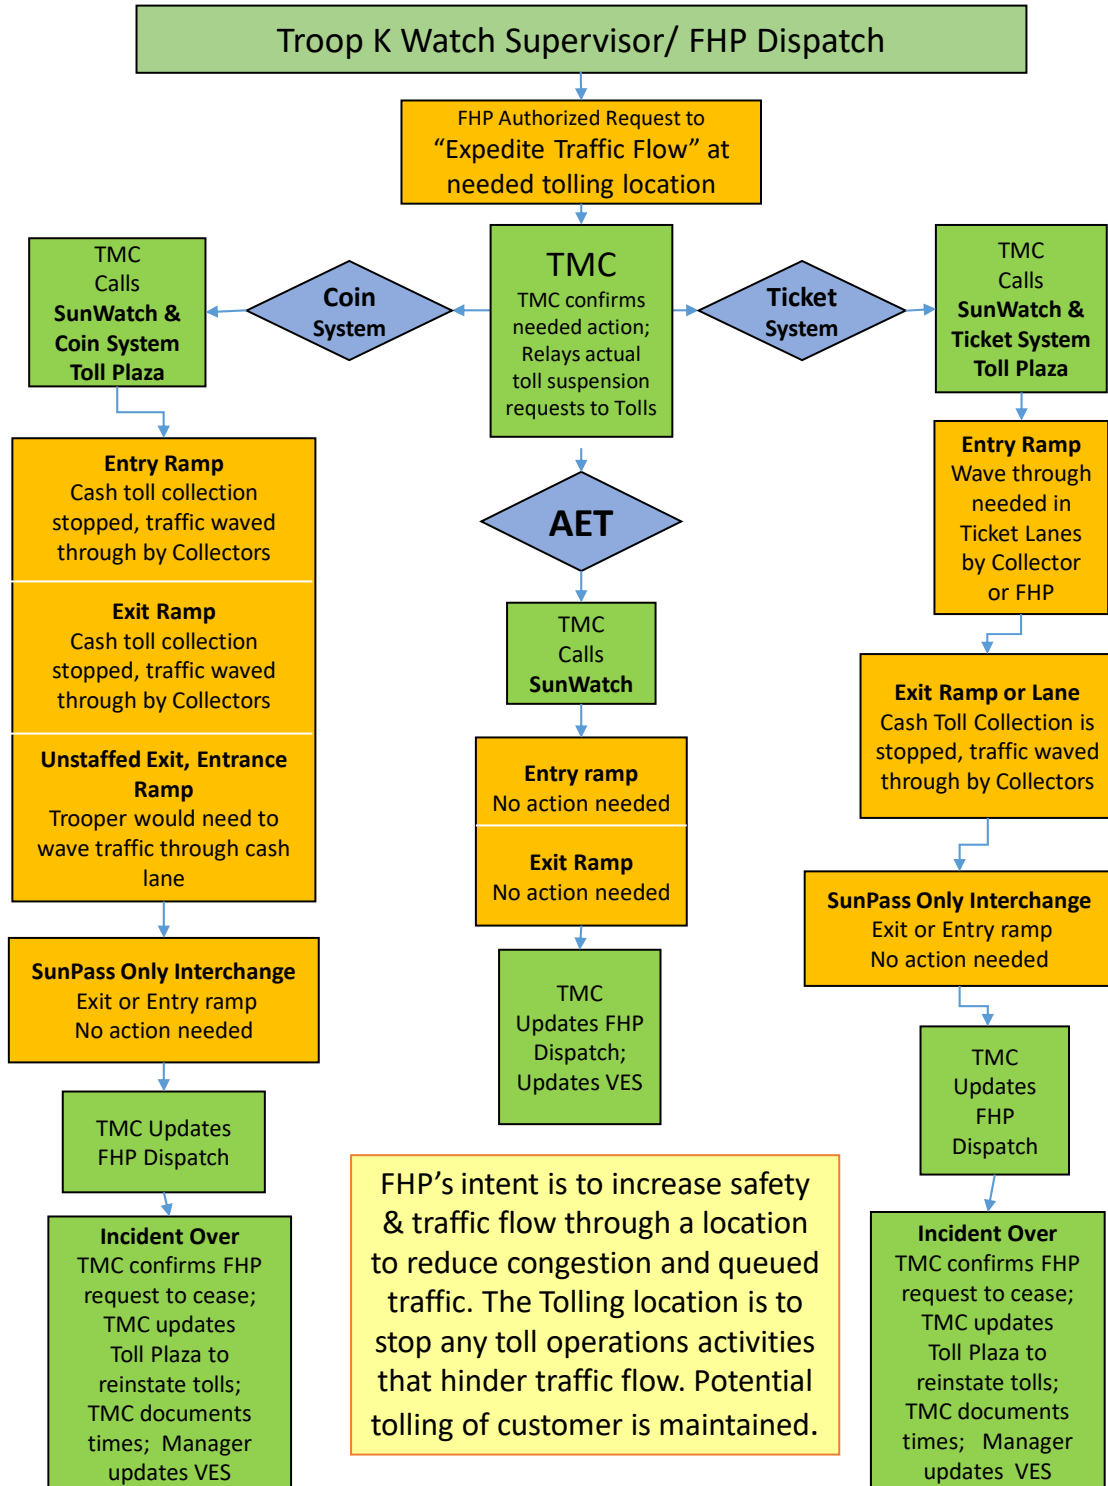 Troop K Watch Supervisor/ FHP Dispatch
FHP Authorized Request to
“Expedite Traffic Flow” at
needed tolling location
TMC
Calls
SunWatch &
Coin System
Toll Plaza
Coin
System
TMC
TMC confirms
needed action;
Relays actual
toll suspension
requests to Tolls
Ticket
System
TMC
Calls
SunWatch &
Ticket System
Toll Plaza
Entry Ramp
Cash toll collection
stopped, traffic waved
through by Collectors
Exit Ramp
Cash toll collection
stopped, traffic waved
through by Collectors
Unstaffed Exit, Entrance
Ramp
Trooper would need to
wave traffic through cash
lane
SunPass Only Interchange
Exit or Entry ramp
No action needed
TMC Updates
FHP Dispatch
Incident Over
TMC confirms FHP
request to cease;
TMC updates
Toll Plaza to
reinstate tolls;
TMC documents
times;  Manager
updates VES
AET
TMC
Calls
SunWatch
Entry ramp
No action needed
Exit Ramp
No action needed
TMC
Updates FHP
Dispatch;
Updates VES
FHP’s intent is to increase safety
& traffic flow through a location
to reduce congestion and queued
traffic. The Tolling location is to
stop any toll operations activities
that hinder traffic flow. Potential
tolling of customer is maintained.
Entry Ramp
Wave through
needed in
Ticket Lanes
by Collector
or FHP
Exit Ramp or Lane
Cash Toll Collection is
stopped, traffic waved
through by Collectors
SunPass Only Interchange
Exit or Entry ramp
No action needed
TMC
Updates
FHP
Dispatch
Incident Over
TMC confirms FHP
request to cease;
TMC updates
Toll Plaza to
reinstate tolls;
TMC documents
times;   Manager
updates  VES